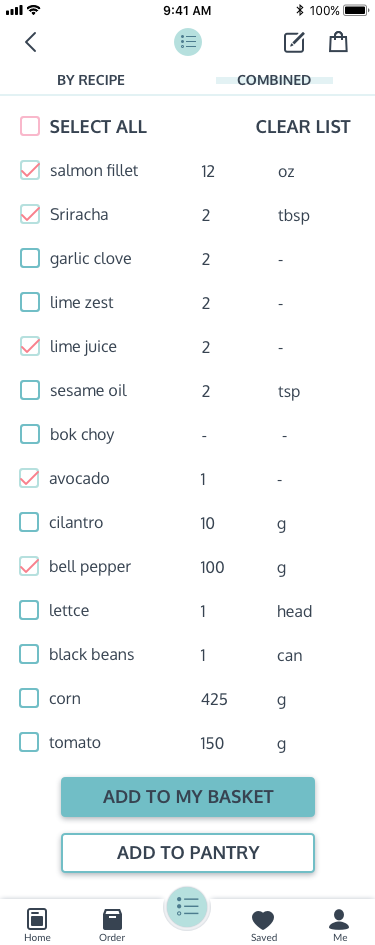 9:41 AM 100%
BY RECIPE COMBINED
SELECT ALL CLEAR LIST
salmon fillet 12 oz
Sriracha 2 tbsp
garlic clove 2 -
lime zest 2 -
lime juice 2 -
sesame oil 2 tsp
bok choy - -
avocado 1 -
cilantro 10 g
bell pepper 100 g
lettce 1 head
black beans 1 can
corn 425 g
tomato 150 g
ADD TO MY BASKET
ADD TO PANTRY
Home Order Saved Me